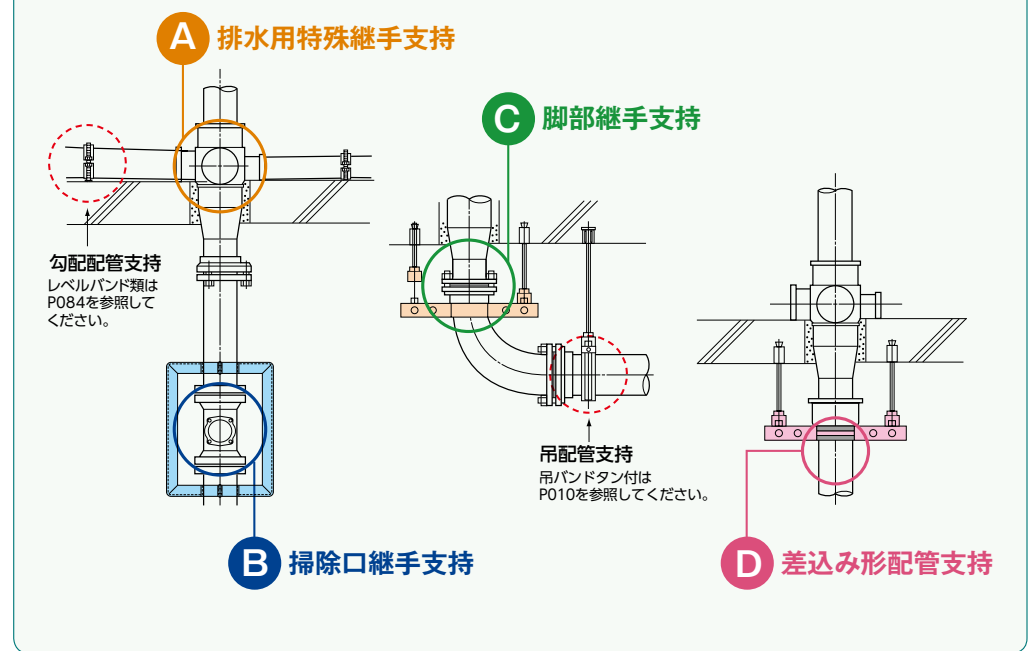 A 排水用特殊継手支持
C 脚部継手支持
勾配配管支持
レベルバンド類は
P084を参照して
ください。
吊配管支持
吊バンドタン付は
P010を参照してください。
B 掃除口継手支持
D 差込み形配管支持